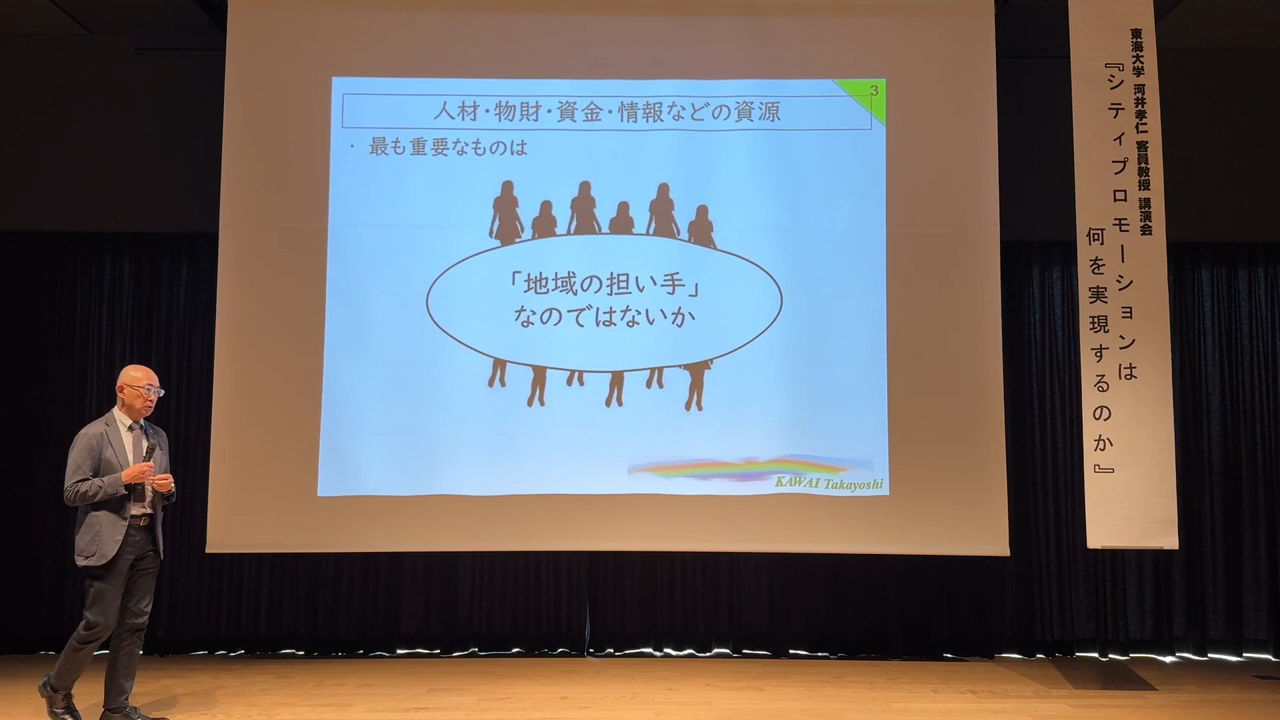 3
人材・物財・資金・情報などの資源
・ 最も重要なものは
「地域の担い手」
なのではないか
KAWAI Takayoshi
東海大学 河井孝仁 客員教授 講演会
『シティプロモーションは
何を実現するのか』